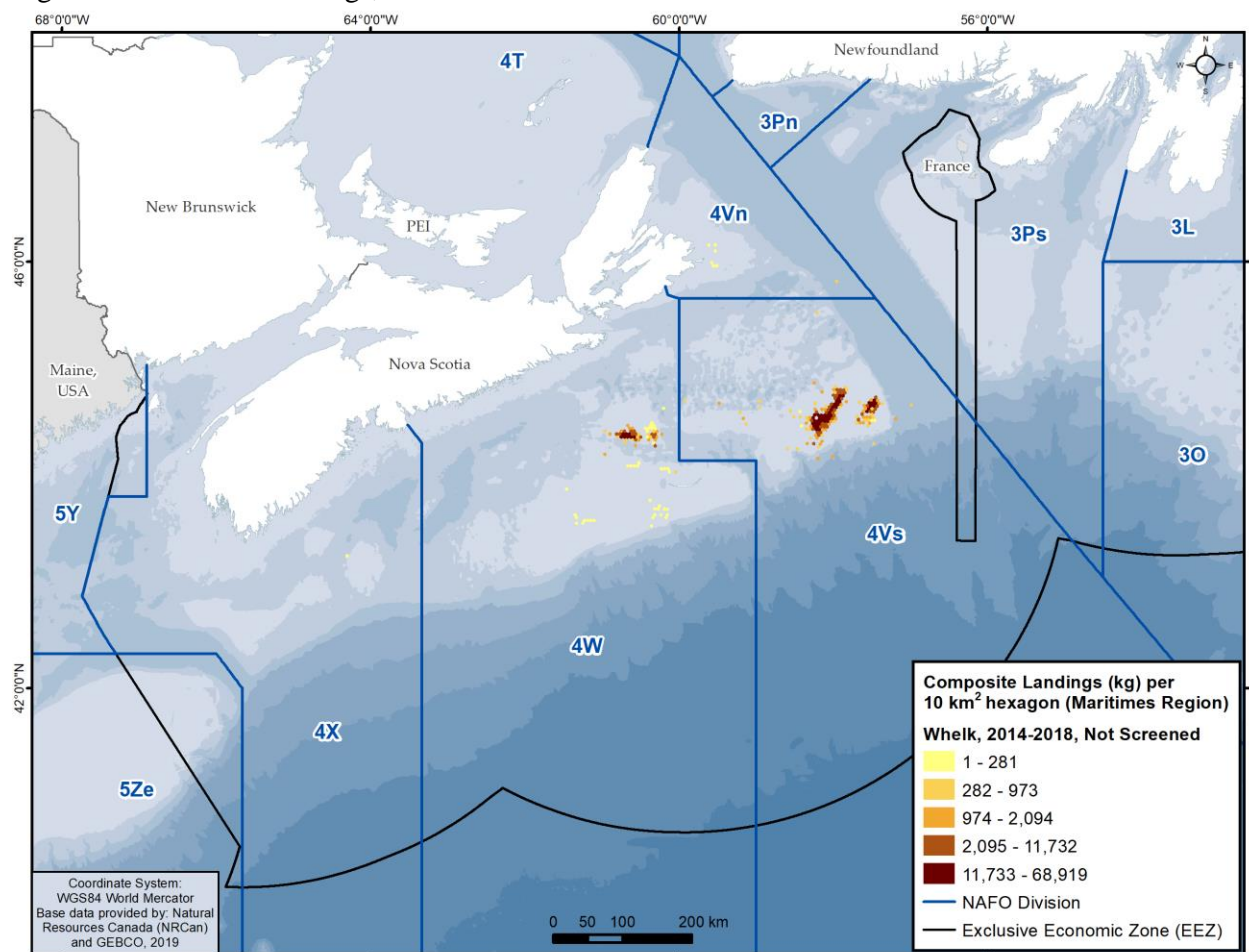 68°0'0"W
64°0'0"W
60°0'0"W
56°0'0"W
Newfoundland
N
W E
S
4T
3Pn
France
New Brunswick
PEI
4Vn
3Ps
3L
46°0'0"N
Maine,
USA
Nova Scotia
5Y
3O
4Vs
4W
42°0'0"N
4X
5Ze
Composite Landings (kg) per
10 km² hexagon (Maritimes Region)
Whelk, 2014-2018, Not Screened
1 - 281
282 - 973
974 - 2,094
2,095 - 11,732
11,733 - 68,919
NAFO Division
Exclusive Economic Zone (EEZ)
Coordinate System:
WGS84 World Mercator
Base data provided by: Natural
Resources Canada (NRCan)
and GEBCO, 2019
0 50 100 200 km